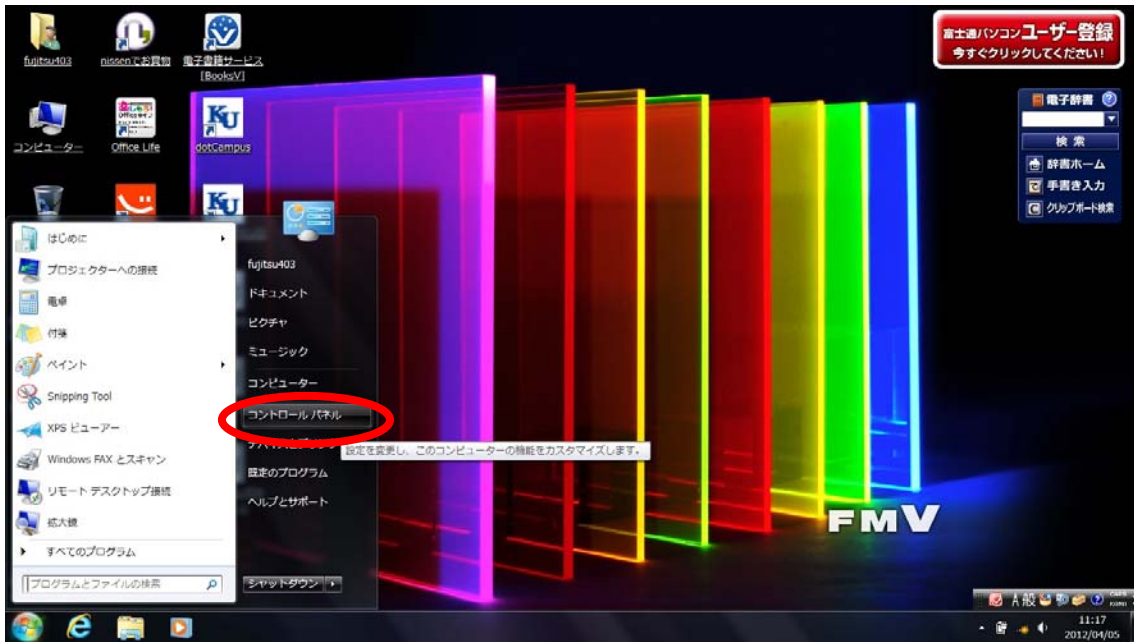 fujitsu403
nissenでお買物
電子書籍サービス
[BooksV]
コンピューター
Office Life
dotCampus
KU
KU
富士通パソコンユーザー登録
今すぐクリックしてください!
電子辞書
検索
辞書ホーム
手書き入力
クリップボード検索
はじめに
プロジェクターへの接続
電卓
付箋
ペイント
Snipping Tool
XPS ビューアー
Windows FAX とスキャン
リモート デスクトップ接続
拡大鏡
すべてのプログラム
プログラムとファイルの検索
fujitsu403
ドキュメント
ピクチャ
ミュージック
コンピューター
コントロール パネル
設定を変更し、このコンピューターの機能をカスタマイズします。
既定のプログラム
ヘルプとサポート
シャットダウン
FMV
A 般
CAPS
KANA
11:17
2012/04/05